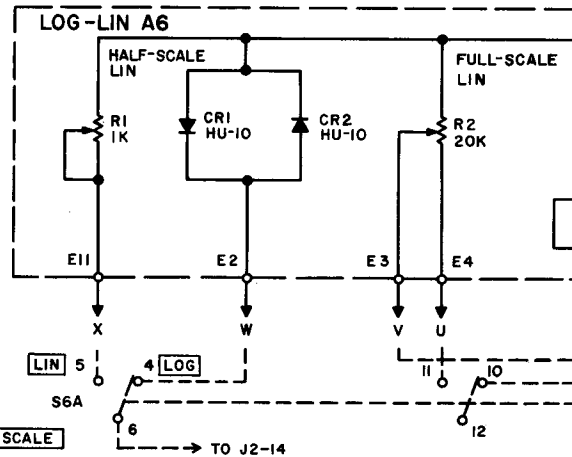 LOG-LIN A6
HALF-SCALE
LIN
FULL-SCALE
LIN
R1
1K
CR1
HU-10
CR2
HU-10
R2
20K
E11
E2
E3
E4
X
W
V
U
LIN 5
4 LOG
11
10
S6A
6
12
SCALE
TO J2-14